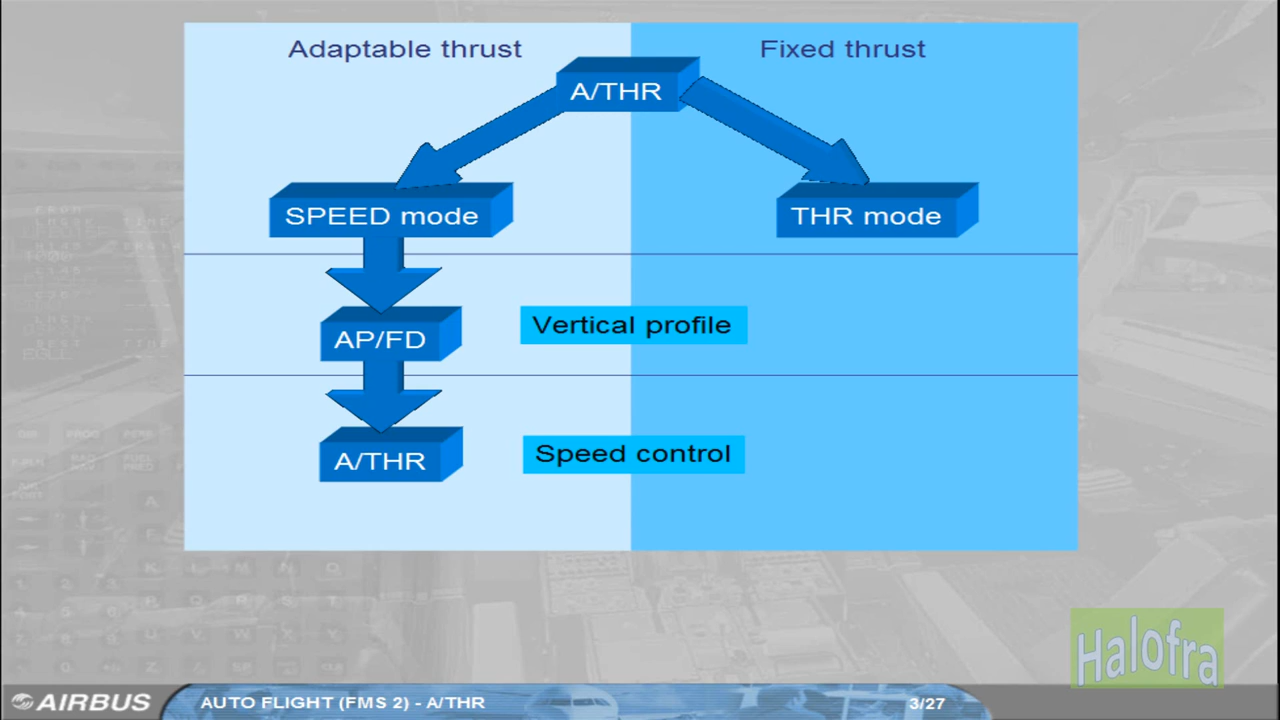 Adaptable thrust
Fixed thrust
A/THR
SPEED mode
THR mode
AP/FD
Vertical profile
A/THR
Speed control
Halofra
AIRBUS
AUTO FLIGHT (FMS 2) - A/THR
3/27